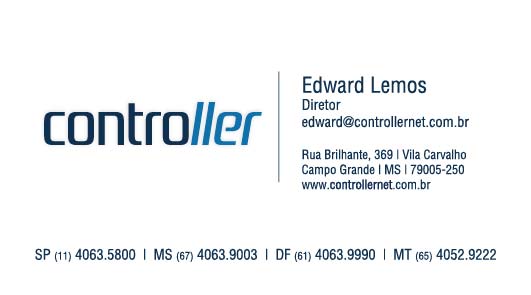 controller
Edward Lemos
Diretor
edward@controllernet.com.br
Rua Brilhante, 369 | Vila Carvalho
Campo Grande | MS | 79005-250
www.controllernet.com.br
SP (11) 4063.5800 | MS (67) 4063.9003 | DF (61) 4063.9990 | MT (65) 4052.9222